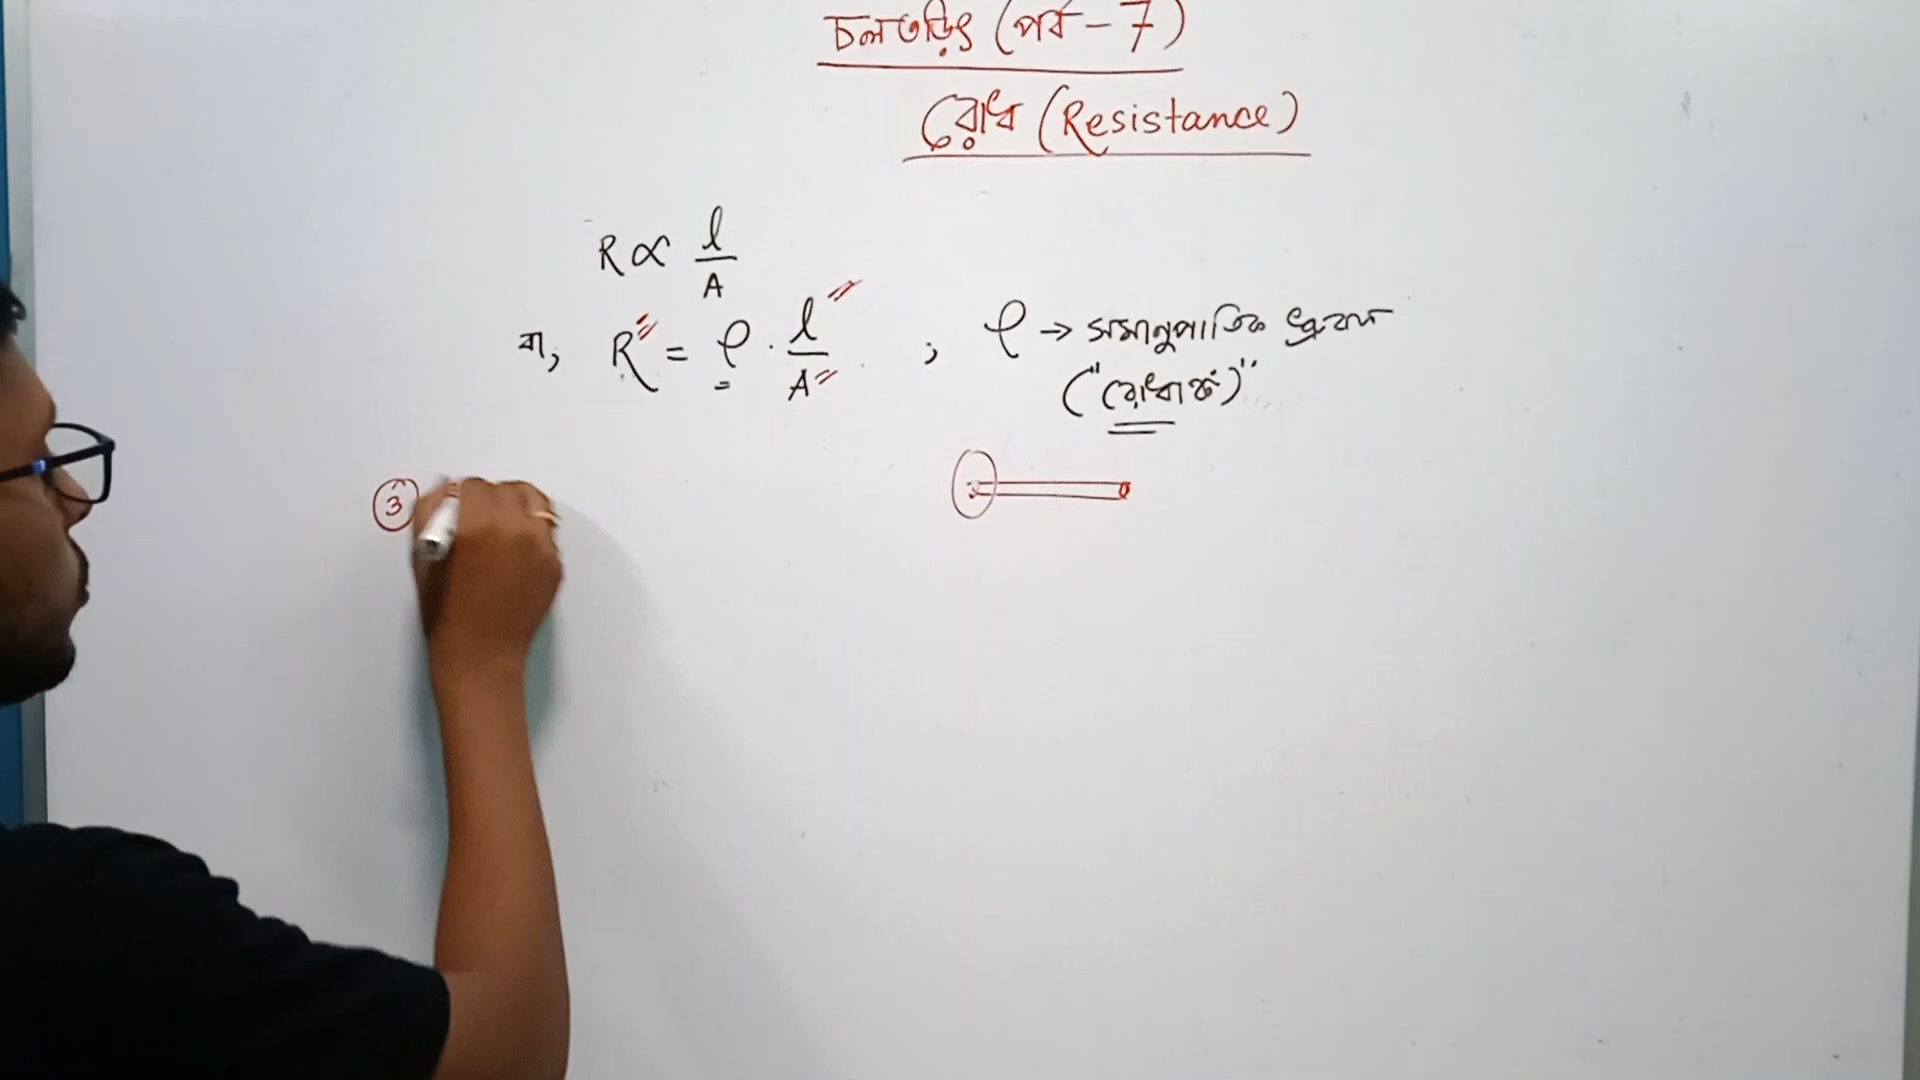 চলতড়িৎ (পর্ব - 7)
রোধ (Resistance)
R ∝ l/A
বা, R = ρ · l/A , ρ → সমানুপাতিক ধ্রুবক
("রোধাঙ্ক")
3